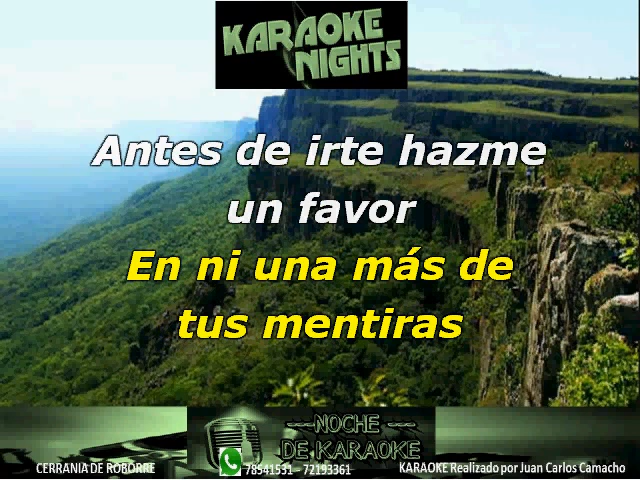 KARAOKE
NIGHTS
Antes de irte hazme
un favor
En ni una más de
tus mentiras
---NOCHE---
DE KARAOKE
CERRANIA DE ROBORRE
78541531 - 72193361
KARAOKE Realizado por Juan Carlos Camacho